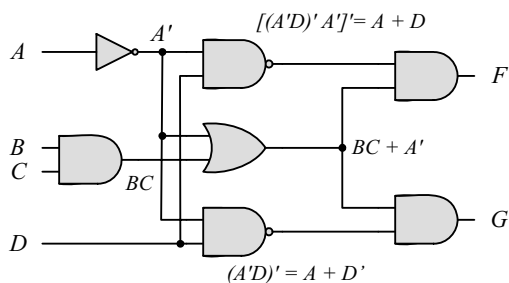 [(A'D)' A']' = A + D
A
A'
F
B
C
BC
BC + A'
G
D
(A'D)' = A + D’